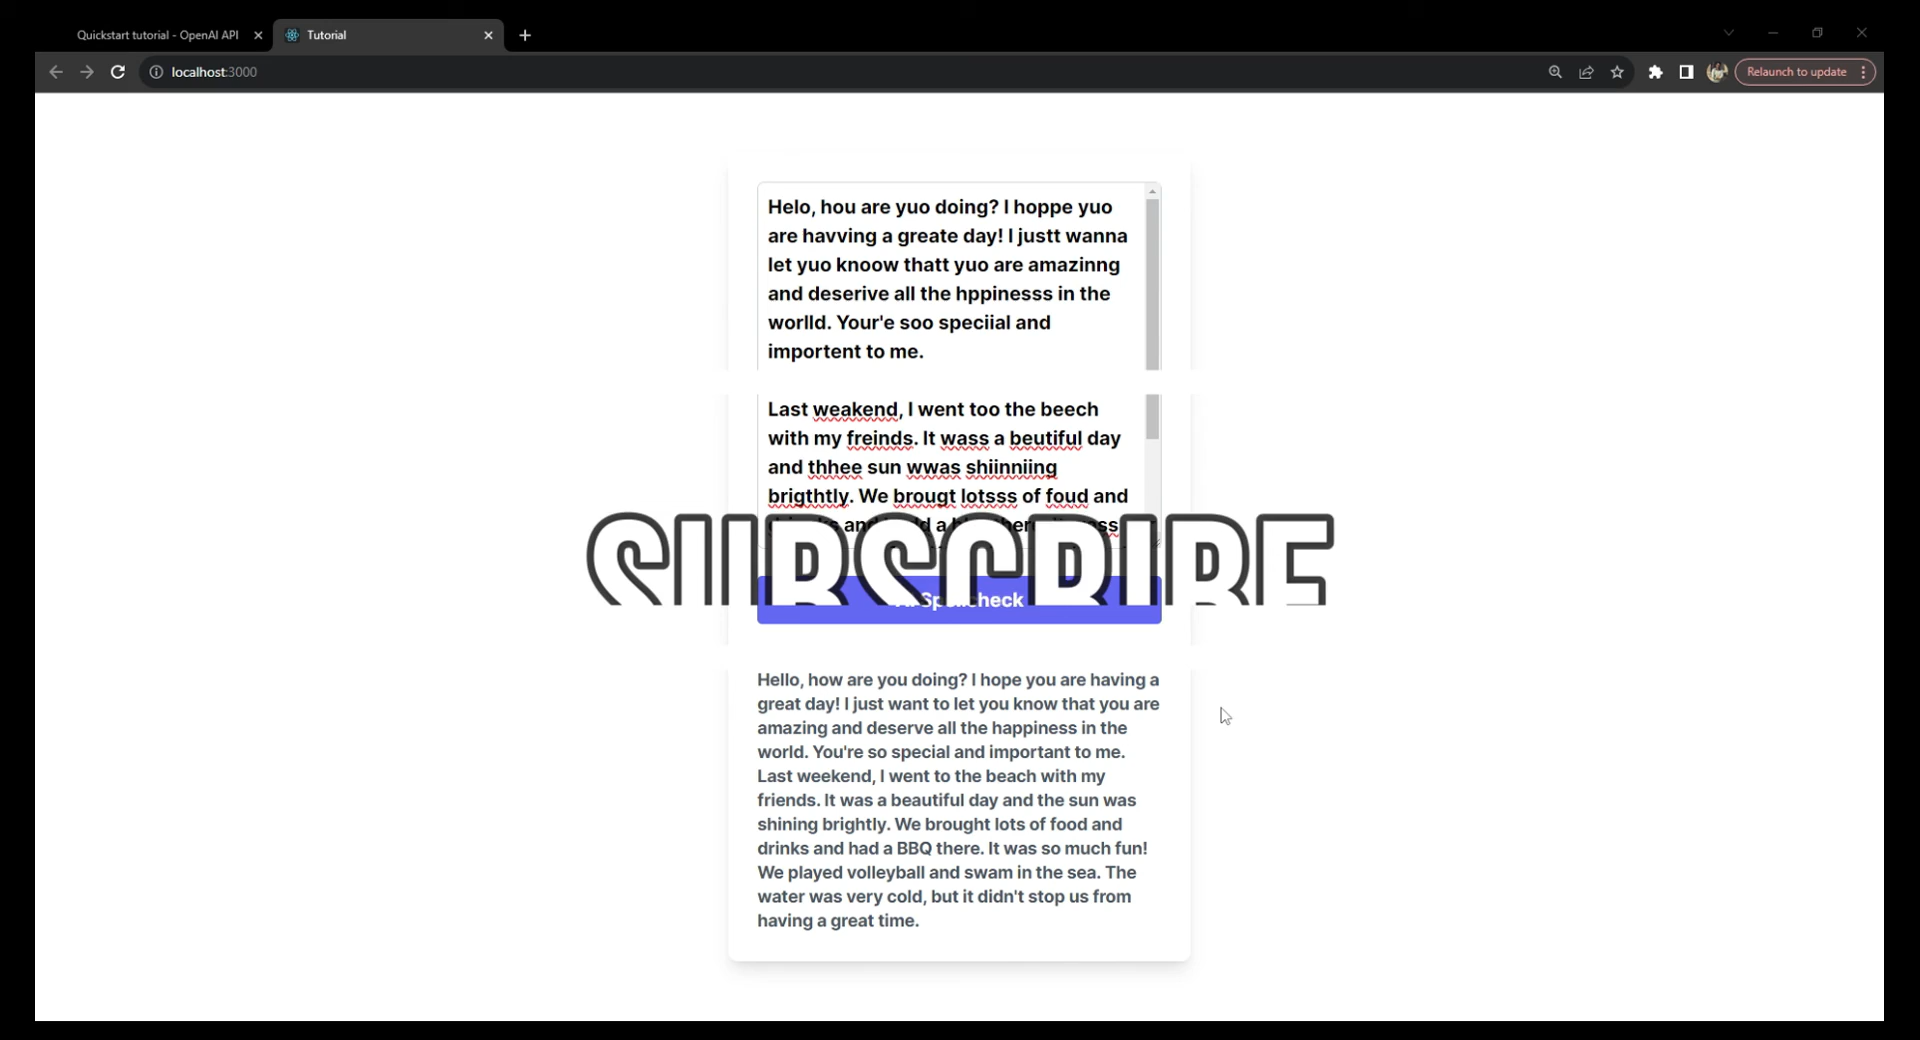 Quickstart tutorial - OpenAI API
Tutorial
localhost:3000
Relaunch to update
Helo, hou are yuo doing? I hoppe yuo
are havving a greate day! I justt wanna
let yuo knoow thatt yuo are amazinng
and deserive all the hppinesss in the
worlld. Your'e soo speciial and
importent to me.
Last weakend, I went too the beech
with my freinds. It wass a beutiful day
and thhee sun wwas shiinniing
brigthtly. We brougt lotsss of foud and
and a
SUBSCRIBE
AI Spellcheck
Hello, how are you doing? I hope you are having a
great day! I just want to let you know that you are
amazing and deserve all the happiness in the
world. You're so special and important to me.
Last weekend, I went to the beach with my
friends. It was a beautiful day and the sun was
shining brightly. We brought lots of food and
drinks and had a BBQ there. It was so much fun!
We played volleyball and swam in the sea. The
water was very cold, but it didn't stop us from
having a great time.